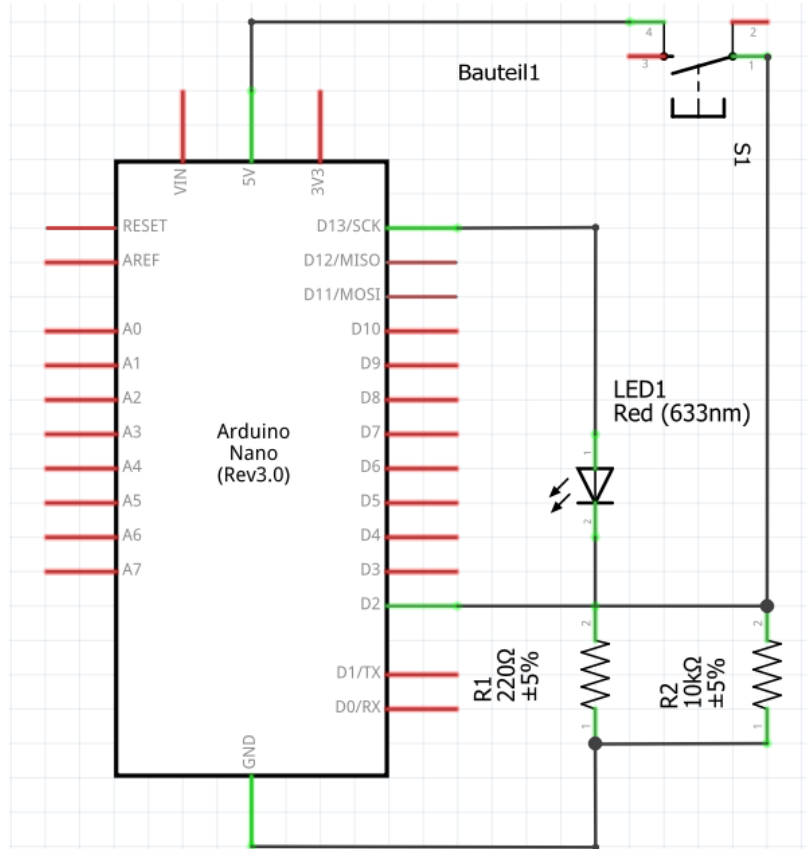 4
2
3
1
Bauteil1
S1
VIN
5V
3V3
RESET
D13/SCK
AREF
D12/MISO
D11/MOSI
A0
D10
A1
D9
A2
D8
LED1
Red (633nm)
A3
D7
Arduino
Nano
(Rev3.0)
1
A4
D6
A5
D5
2
A6
D4
A7
D3
D2
2
2
R1
220Ω
±5%
R2
10kΩ
±5%
D1/TX
D0/RX
1
1
GND